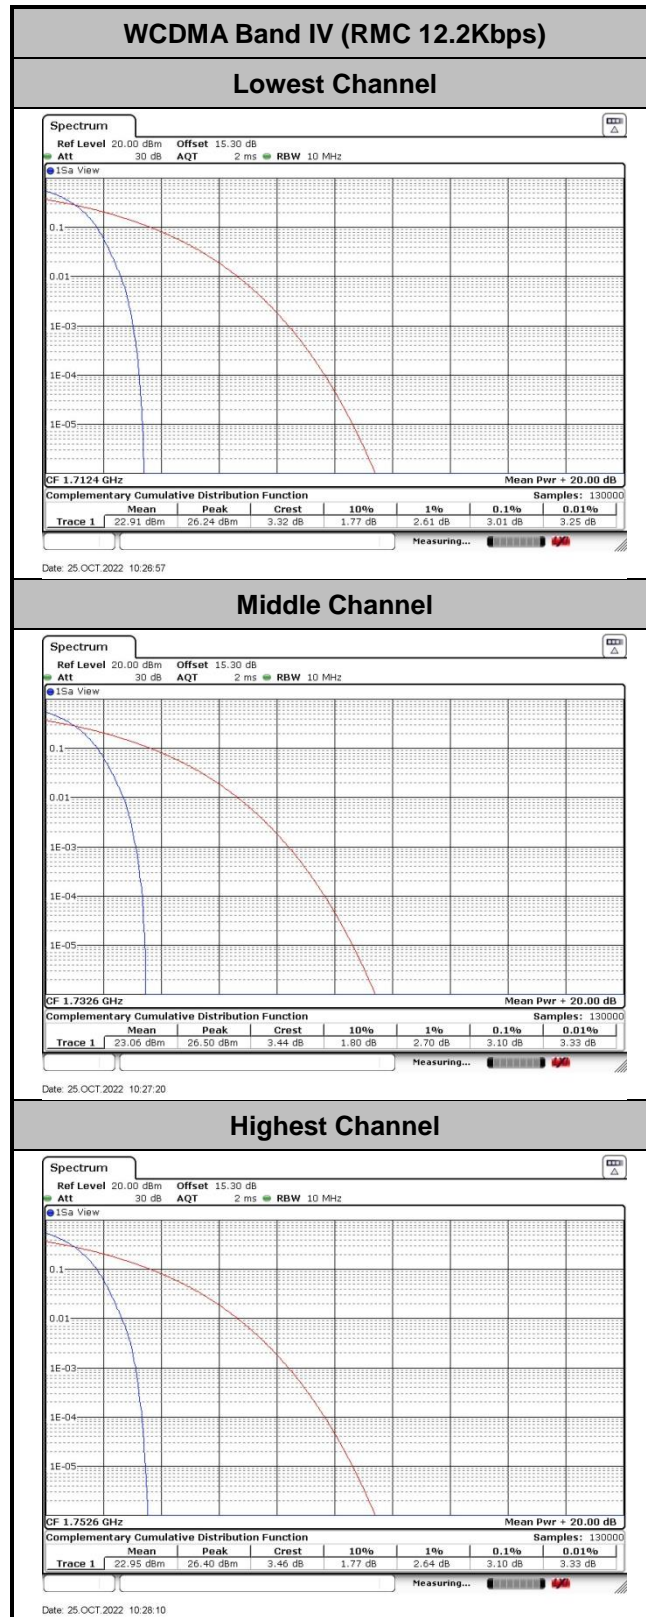 WCDMA Band IV (RMC 12.2Kbps)
Lowest Channel
Spectrum
Ref Level 20.00 dBm Offset 15.30 dB
Att 30 dB AQT 2 ms RBW 10 MHz
1Sa View
0.1
0.01
1E-03
1E-04
1E-05
CF 1.7124 GHz Mean Pwr + 20.00 dB
Complementary Cumulative Distribution Function Samples: 130000
Mean Peak Crest 10% 1% 0.1% 0.01%
Trace 1 22.91 dBm 26.24 dBm 3.32 dB 1.77 dB 2.61 dB 3.01 dB 3.25 dB
Measuring...
Date: 25.OCT.2022 10:26:57
Middle Channel
Spectrum
Ref Level 20.00 dBm Offset 15.30 dB
Att 30 dB AQT 2 ms RBW 10 MHz
1Sa View
0.1
0.01
1E-03
1E-04
1E-05
CF 1.7326 GHz Mean Pwr + 20.00 dB
Complementary Cumulative Distribution Function Samples: 130000
Mean Peak Crest 10% 1% 0.1% 0.01%
Trace 1 23.06 dBm 26.50 dBm 3.44 dB 1.80 dB 2.70 dB 3.10 dB 3.33 dB
Measuring...
Date: 25.OCT.2022 10:27:20
Highest Channel
Spectrum
Ref Level 20.00 dBm Offset 15.30 dB
Att 30 dB AQT 2 ms RBW 10 MHz
1Sa View
0.1
0.01
1E-03
1E-04
1E-05
CF 1.7526 GHz Mean Pwr + 20.00 dB
Complementary Cumulative Distribution Function Samples: 130000
Mean Peak Crest 10% 1% 0.1% 0.01%
Trace 1 22.95 dBm 26.40 dBm 3.46 dB 1.77 dB 2.64 dB 3.10 dB 3.33 dB
Measuring...
Date: 25.OCT.2022 10:28:10